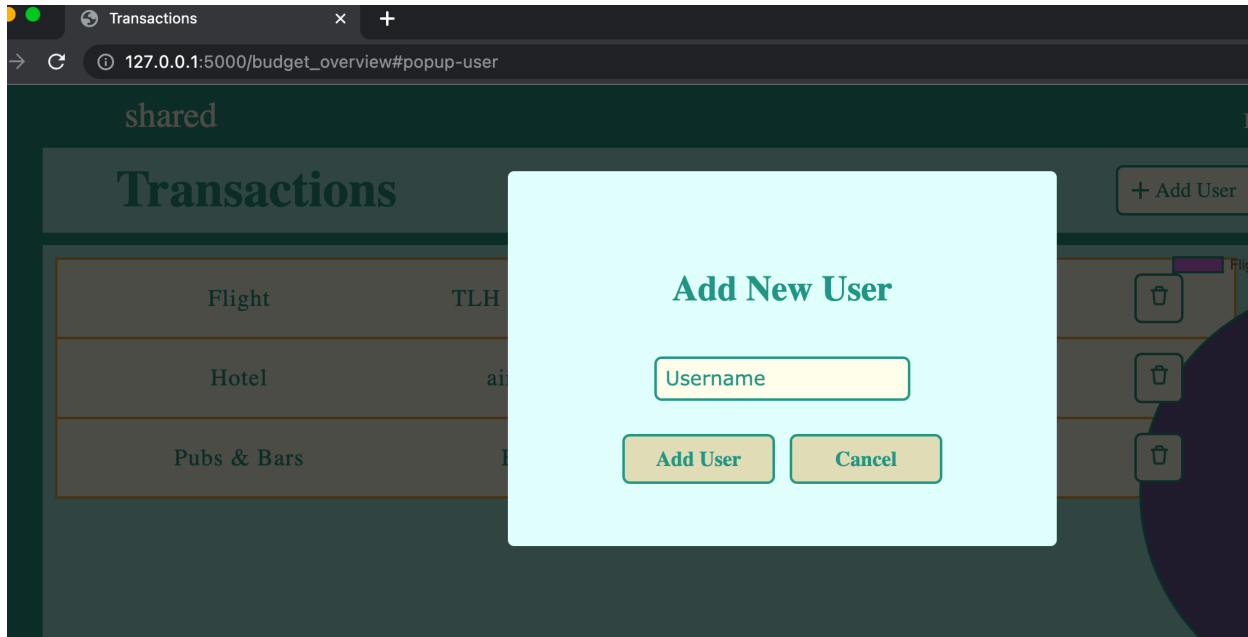 Transactions
127.0.0.1:5000/budget_overview#popup-user
shared
Transactions
+ Add User
Add New User
Username
Add User
Cancel
Flight
TLH
Hotel
Pubs & Bars